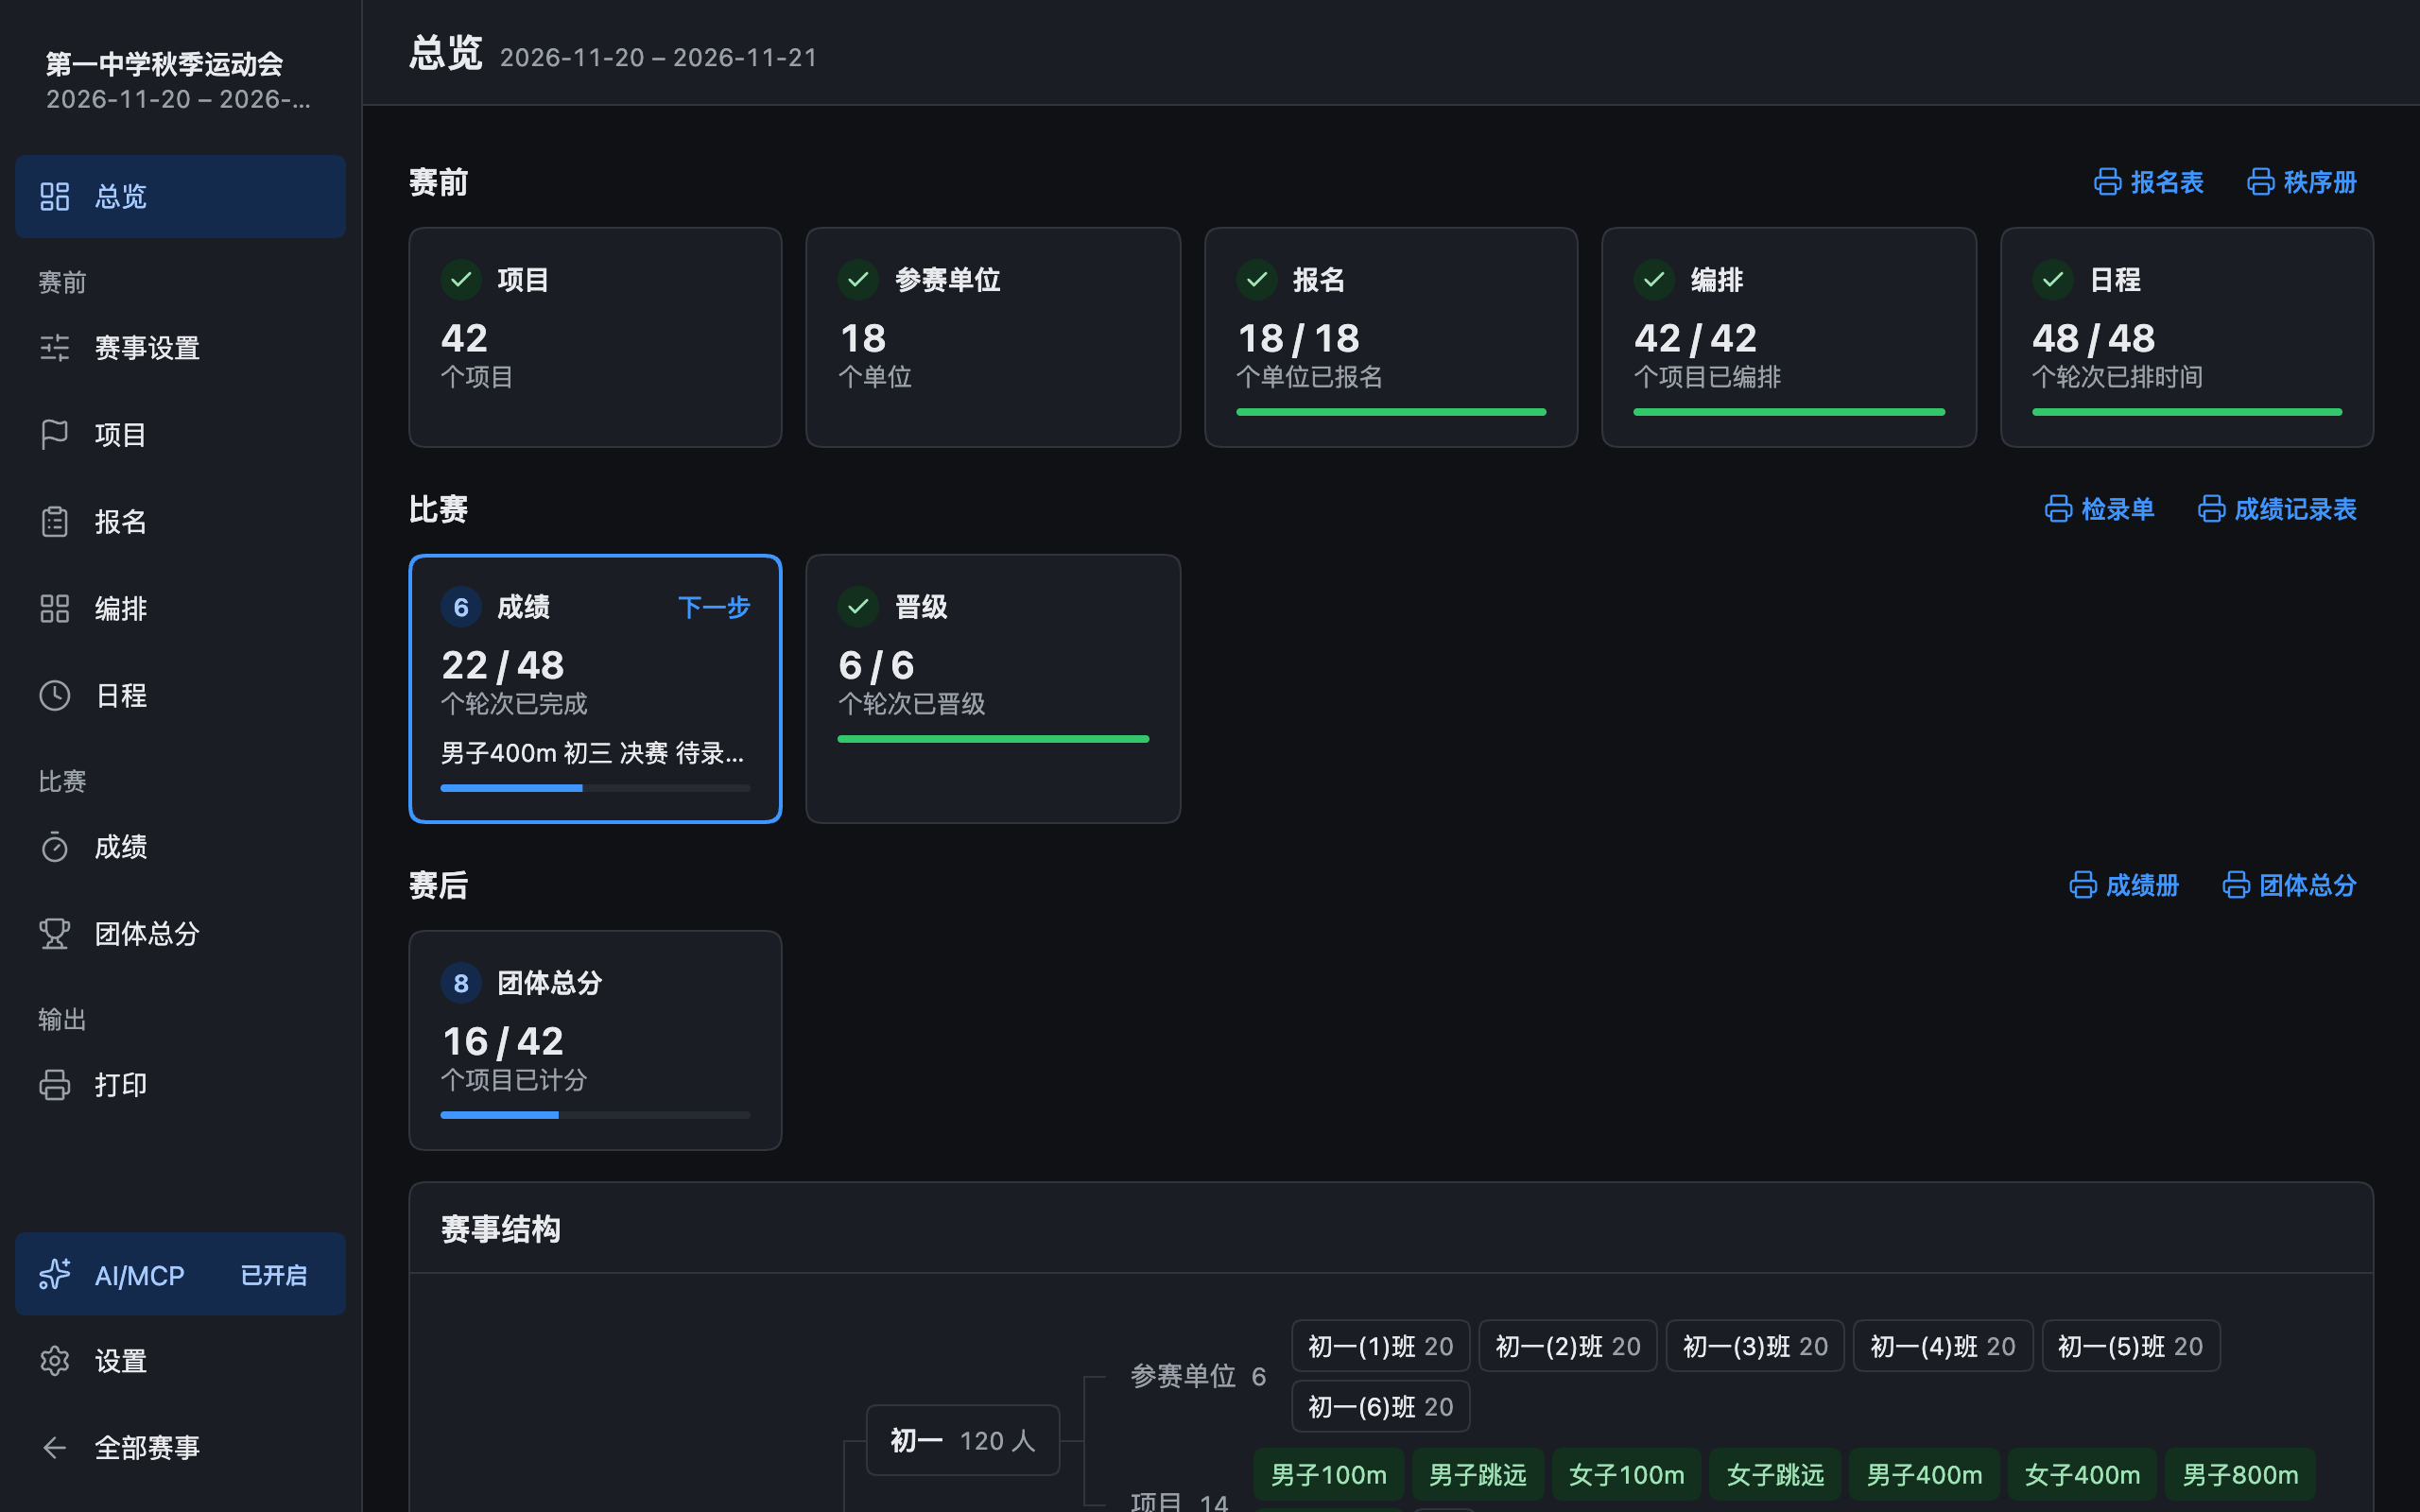 第一中学秋季运动会
2026-11-20 – 2026-...
总览
赛前
赛事设置
项目
报名
编排
日程
比赛
成绩
团体总分
输出
打印
AI/MCP 已开启
设置
全部赛事
总览 2026-11-20 – 2026-11-21
赛前 报名表 秩序册
项目
42
个项目
参赛单位
18
个单位
报名
18 / 18
个单位已报名
编排
42 / 42
个项目已编排
日程
48 / 48
个轮次已排时间
比赛 检录单 成绩记录表
6 成绩 下一步
22 / 48
个轮次已完成
男子400m 初三 决赛 待录...
晋级
6 / 6
个轮次已晋级
赛后 成绩册 团体总分
8 团体总分
16 / 42
个项目已计分
赛事结构
初一 120 人
参赛单位 6
初一(1)班 20 初一(2)班 20 初一(3)班 20 初一(4)班 20 初一(5)班 20
初一(6)班 20
项目 14
男子100m 男子跳远 女子100m 女子跳远 男子400m 女子400m 男子800m